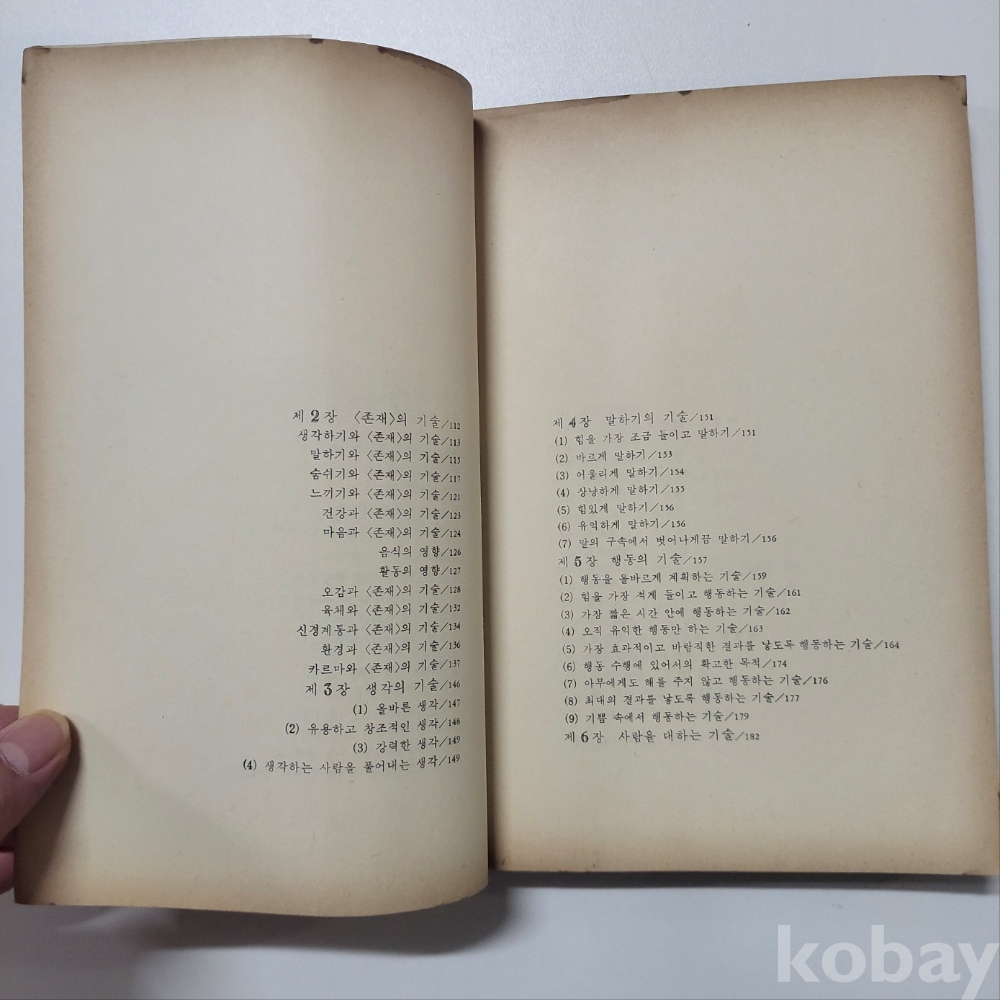 제 2 장 〈존재〉의 기술/112
생각하기와 〈존재〉의 기술/113
말하기와 〈존재〉의 기술/115
숨쉬기와 〈존재〉의 기술/117
느끼기와 〈존재〉의 기술/121
건강과 〈존재〉의 기술/123
마음과 〈존재〉의 기술/124
음식의 영향/126
활동의 영향/127
오감과 〈존재〉의 기술/128
육체와 〈존재〉의 기술/132
신경계통과 〈존재〉의 기술/134
환경과 〈존재〉의 기술/136
카르마와 〈존재〉의 기술/137
제 3 장 생각의 기술/146
(1) 올바른 생각/147
(2) 유용하고 창조적인 생각/148
(3) 강력한 생각/149
(4) 생각하는 사람을 풀어내는 생각/149
제 4 장 말하기의 기술/151
(1) 힘을 가장 조금 들이고 말하기/151
(2) 바르게 말하기/153
(3) 어울리게 말하기/154
(4) 상냥하게 말하기/155
(5) 힘있게 말하기/156
(6) 유익하게 말하기/156
(7) 말의 구속에서 벗어나게끔 말하기/156
제 5 장 행동의 기술/157
(1) 행동을 올바르게 계획하는 기술/159
(2) 힘을 가장 적게 들이고 행동하는 기술/161
(3) 가장 짧은 시간 안에 행동하는 기술/162
(4) 오직 유익한 행동만 하는 기술/163
(5) 가장 효과적이고 바람직한 결과를 낳도록 행동하는 기술/164
(6) 행동 수행에 있어서의 확고한 목적/174
(7) 아무에게도 해를 주지 않고 행동하는 기술/176
(8) 최대의 결과를 낳도록 행동하는 기술/177
(9) 기쁨 속에서 행동하는 기술/179
제 6 장 사람을 대하는 기술/182
kobay